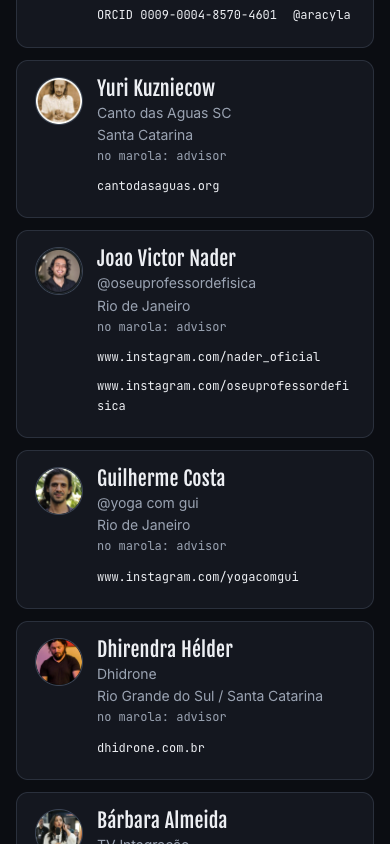 ORCID 0009-0004-8570-4601 @aracyla
Yuri Kuzniecow
Canto das Aguas SC
Santa Catarina
no marola: advisor
cantodasaguas.org
Joao Victor Nader
@oseuprofessordefisica
Rio de Janeiro
no marola: advisor
www.instagram.com/nader_oficial
www.instagram.com/oseuprofessordefi
sica
Guilherme Costa
@yoga com gui
Rio de Janeiro
no marola: advisor
www.instagram.com/yogacomgui
Dhirendra Hélder
Dhidrone
Rio Grande do Sul / Santa Catarina
no marola: advisor
dhidrone.com.br
Bárbara Almeida
TV Integração